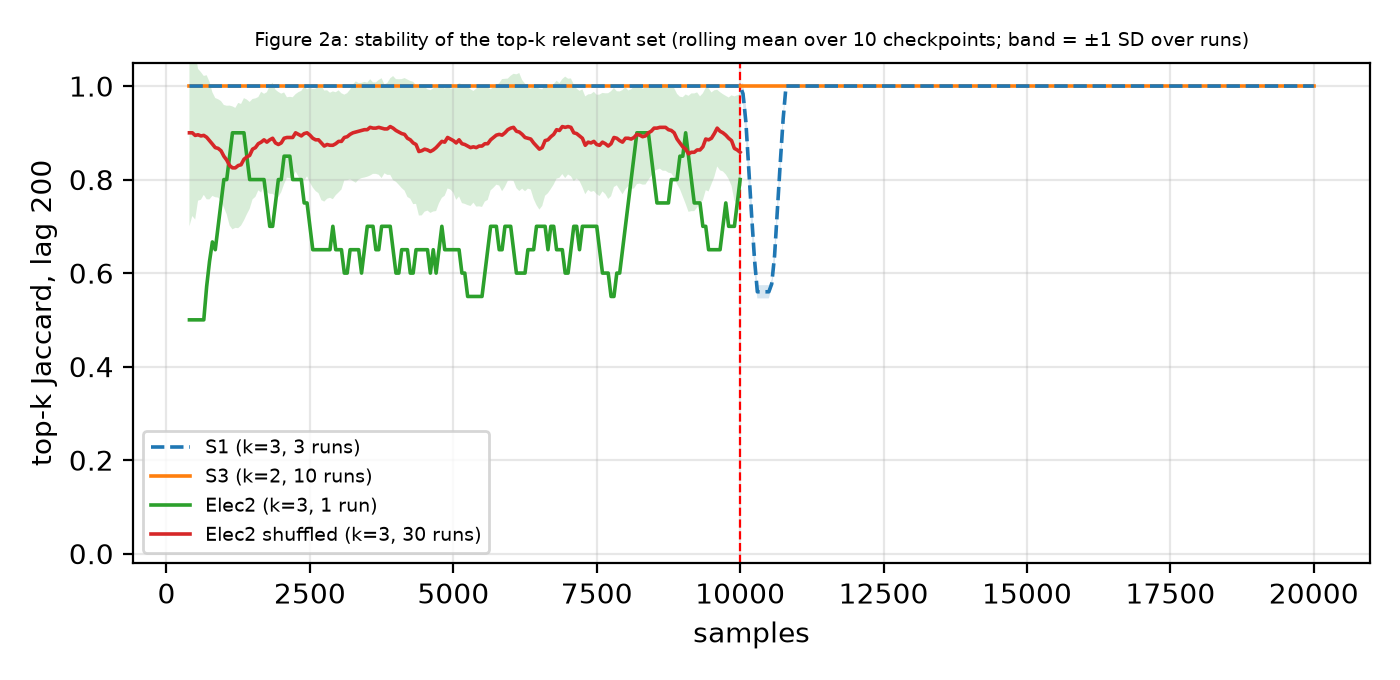 Figure 2a: stability of the top-k relevant set (rolling mean over 10 checkpoints; band = ±1 SD over runs)
1.0
0.8
0.6
0.4
0.2
0.0
top-k Jaccard, lag 200
S1 (k=3, 3 runs)
S3 (k=2, 10 runs)
Elec2 (k=3, 1 run)
Elec2 shuffled (k=3, 30 runs)
0 2500 5000 7500 10000 12500 15000 17500 20000
samples